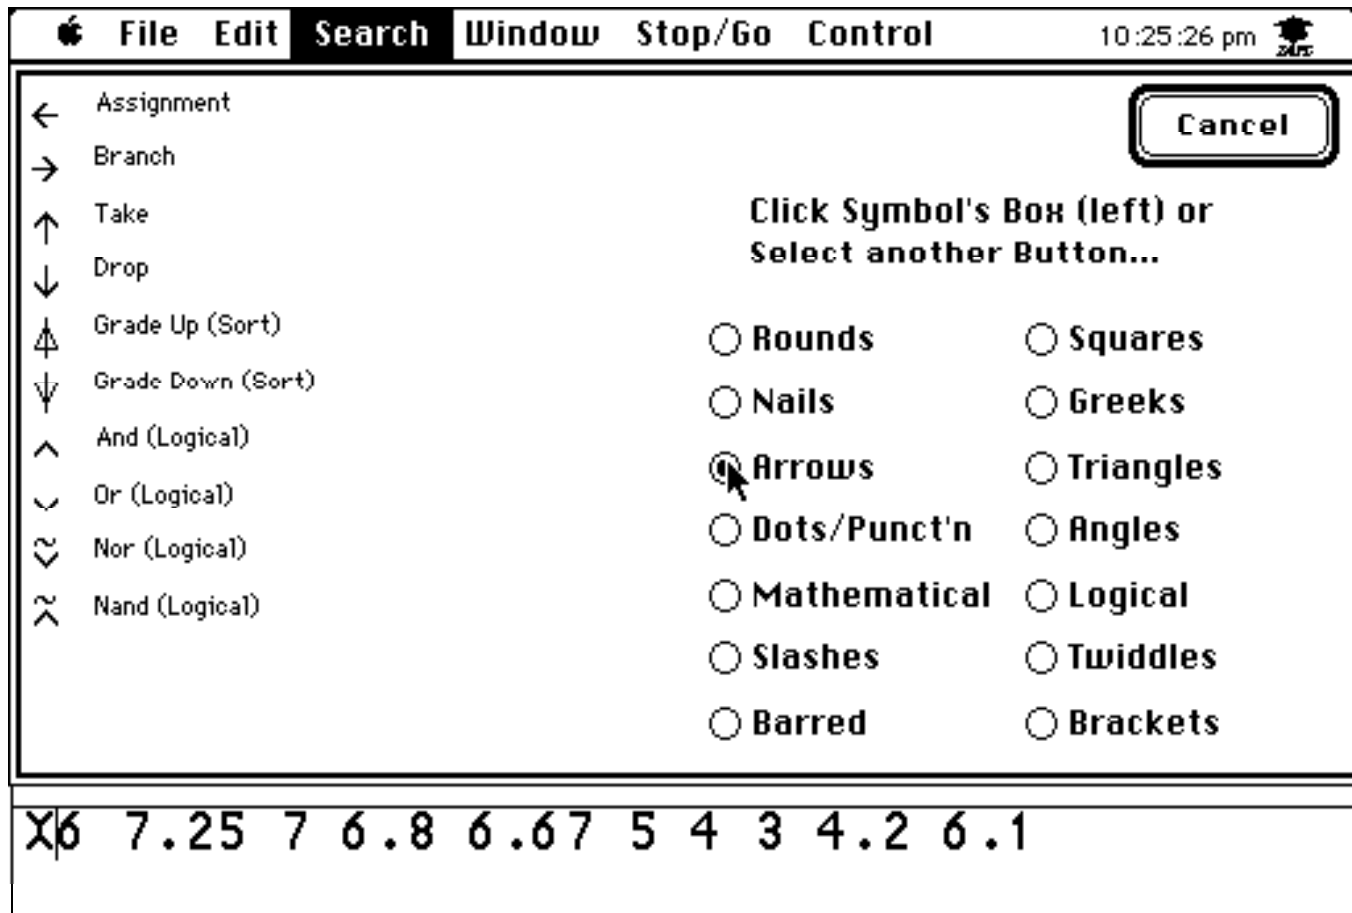 File Edit Search Window Stop/Go Control 10:25:26 pm
← Assignment
→ Branch
↑ Take
↓ Drop
⍋ Grade Up (Sort)
⍒ Grade Down (Sort)
∧ And (Logical)
∨ Or (Logical)
⍱ Nor (Logical)
⍲ Nand (Logical)
Cancel
Click Symbol's Box (left) or
Select another Button...
Rounds Squares
Nails Greeks
Arrows Triangles
Dots/Punct'n Angles
Mathematical Logical
Slashes Twiddles
Barred Brackets
X6 7.25 7 6.8 6.67 5 4 3 4.2 6.1